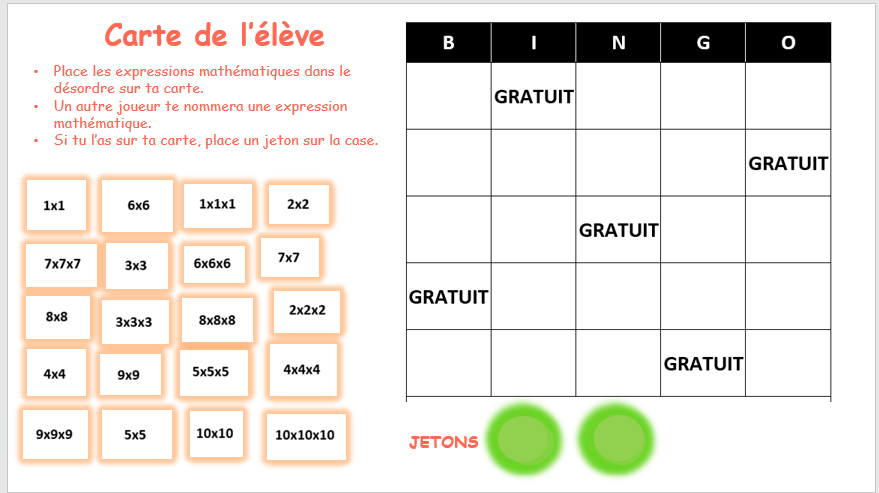 Carte de l'élève
• Place les expressions mathématiques dans le
désordre sur ta carte.
• Un autre joueur te nommera une expression
mathématique.
• Si tu l'as sur ta carte, place un jeton sur la case.
1x1 6x6 1x1x1 2x2
7x7x7 3x3 6x6x6 7x7
8x8 3x3x3 8x8x8 2x2x2
4x4 9x9 5x5x5 4x4x4
9x9x9 5x5 10x10 10x10x10
B I N G O
GRATUIT
GRATUIT
GRATUIT
GRATUIT
GRATUIT
JETONS